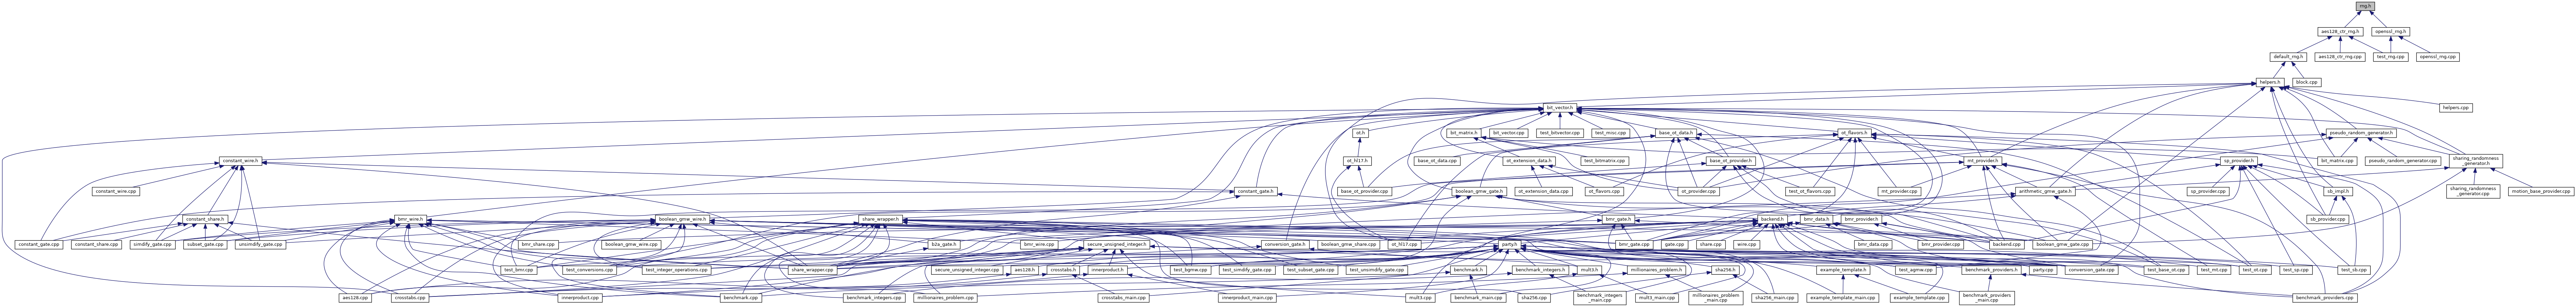 rng.h
aes128_ctr_rng.h
openssl_rng.h
default_rng.h
aes128_ctr_rng.cpp
test_rng.cpp
openssl_rng.cpp
helpers.h
block.cpp
bit_vector.h
helpers.cpp
ot.h
bit_matrix.h
bit_vector.cpp
test_bitvector.cpp
test_misc.cpp
base_ot_data.h
ot_flavors.h
pseudo_random_generator.h
constant_wire.h
ot_hl17.h
base_ot_data.cpp
ot_extension_data.h
test_bitmatrix.cpp
base_ot_provider.h
mt_provider.h
sp_provider.h
bit_matrix.cpp
pseudo_random_generator.cpp
sharing_randomness
_generator.h
constant_wire.cpp
constant_gate.h
base_ot_provider.cpp
boolean_gmw_gate.h
ot_extension_data.cpp
ot_flavors.cpp
ot_provider.cpp
test_ot_flavors.cpp
mt_provider.cpp
arithmetic_gmw_gate.h
sp_provider.cpp
sb_impl.h
sharing_randomness
_generator.cpp
motion_base_provider.cpp
constant_share.h
bmr_wire.h
boolean_gmw_wire.h
share_wrapper.h
bmr_gate.h
backend.h
bmr_data.h
bmr_provider.h
sb_provider.cpp
constant_gate.cpp
constant_share.cpp
simdify_gate.cpp
subset_gate.cpp
unsimdify_gate.cpp
bmr_share.cpp
boolean_gmw_wire.cpp
b2a_gate.h
bmr_wire.cpp
secure_unsigned_integer.h
conversion_gate.h
boolean_gmw_share.cpp
ot_hl17.cpp
party.h
bmr_gate.cpp
gate.cpp
share.cpp
wire.cpp
bmr_data.cpp
bmr_provider.cpp
backend.cpp
boolean_gmw_gate.cpp
test_bmr.cpp
test_conversions.cpp
test_integer_operations.cpp
share_wrapper.cpp
secure_unsigned_integer.cpp
aes128.h
crosstabs.h
innerproduct.h
test_bgmw.cpp
test_simdify_gate.cpp
test_subset_gate.cpp
test_unsimdify_gate.cpp
benchmark.h
benchmark_integers.h
mult3.h
millionaires_problem.h
sha256.h
example_template.h
test_agmw.cpp
benchmark_providers.h
party.cpp
conversion_gate.cpp
test_base_ot.cpp
test_mt.cpp
test_ot.cpp
test_sp.cpp
test_sb.cpp
aes128.cpp
crosstabs.cpp
innerproduct.cpp
benchmark.cpp
benchmark_integers.cpp
millionaires_problem.cpp
crosstabs_main.cpp
innerproduct_main.cpp
mult3.cpp
benchmark_main.cpp
sha256.cpp
benchmark_integers
_main.cpp
mult3_main.cpp
millionaires_problem
_main.cpp
sha256_main.cpp
example_template_main.cpp
example_template.cpp
benchmark_providers
_main.cpp
benchmark_providers.cpp